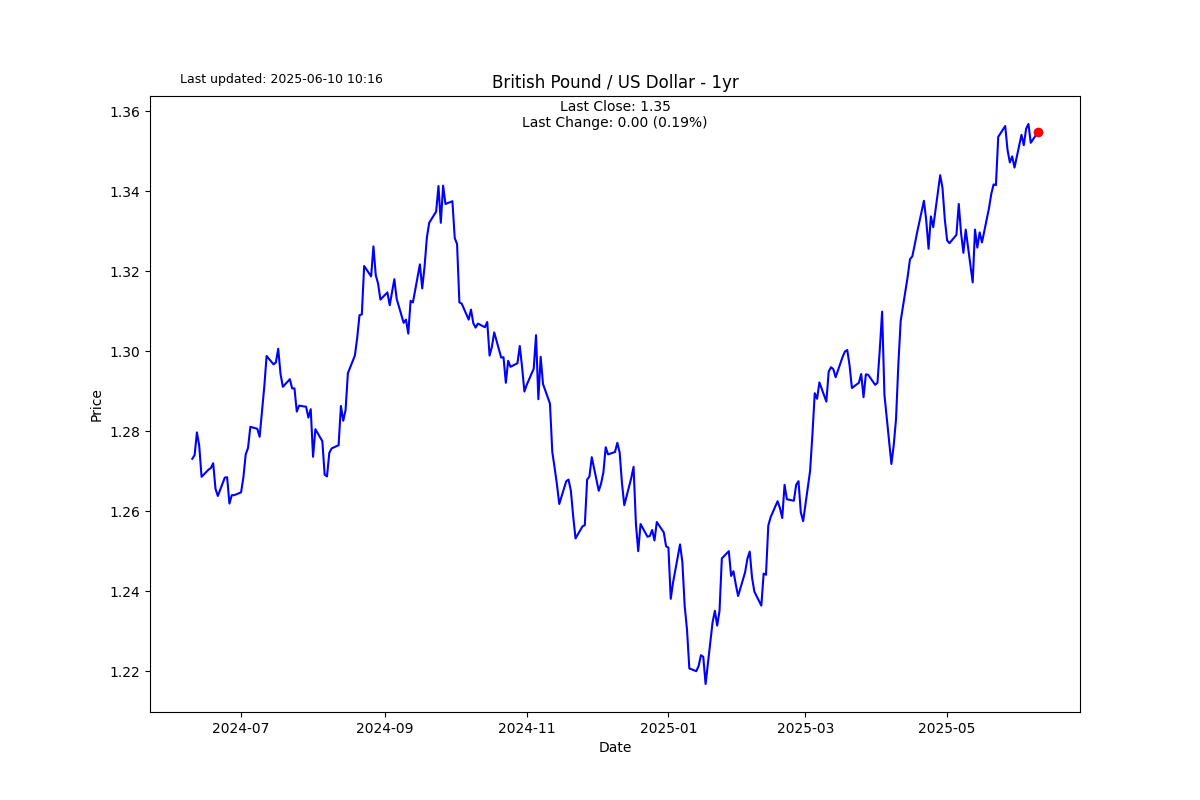 Last updated: 2025-06-10 10:16
British Pound / US Dollar - 1yr
Last Close: 1.35
Last Change: 0.00 (0.19%)
Price
1.36
1.34
1.32
1.30
1.28
1.26
1.24
1.22
2024-07 2024-09 2024-11 2025-01 2025-03 2025-05
Date